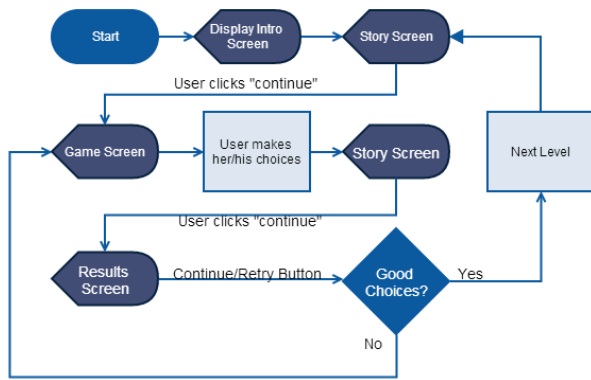 Start
Display Intro
Screen
Story Screen
User clicks "continue"
Game Screen
User makes
her/his choices
Story Screen
Next Level
User clicks "continue"
Results
Screen
Continue/Retry Button
Good
Choices?
Yes
No